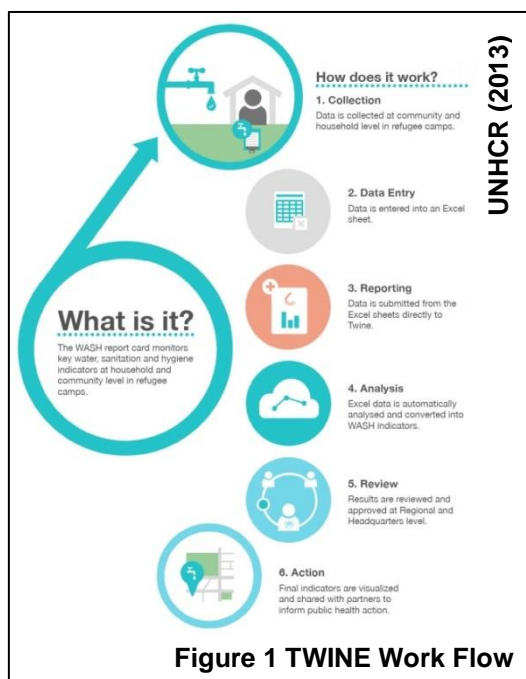 UNHCR (2013)
How does it work?
1. Collection
Data is collected at community and
household level in refugee camps.
2. Data Entry
Data is entered into an Excel
sheet.
3. Reporting
Data is submitted from the
Excel sheets directly to
Twine.
What is it?
The WASH report card monitors
key water, sanitation and hygiene
indicators at household and
community level in refugee
camps.
4. Analysis
Excel data is automatically
analysed and converted into
WASH indicators.
5. Review
Results are reviewed and
approved at Regional and
Headquarters level.
6. Action
Final indicators are visualized
and shared with partners to
inform public health action.
Figure 1 TWINE Work Flow